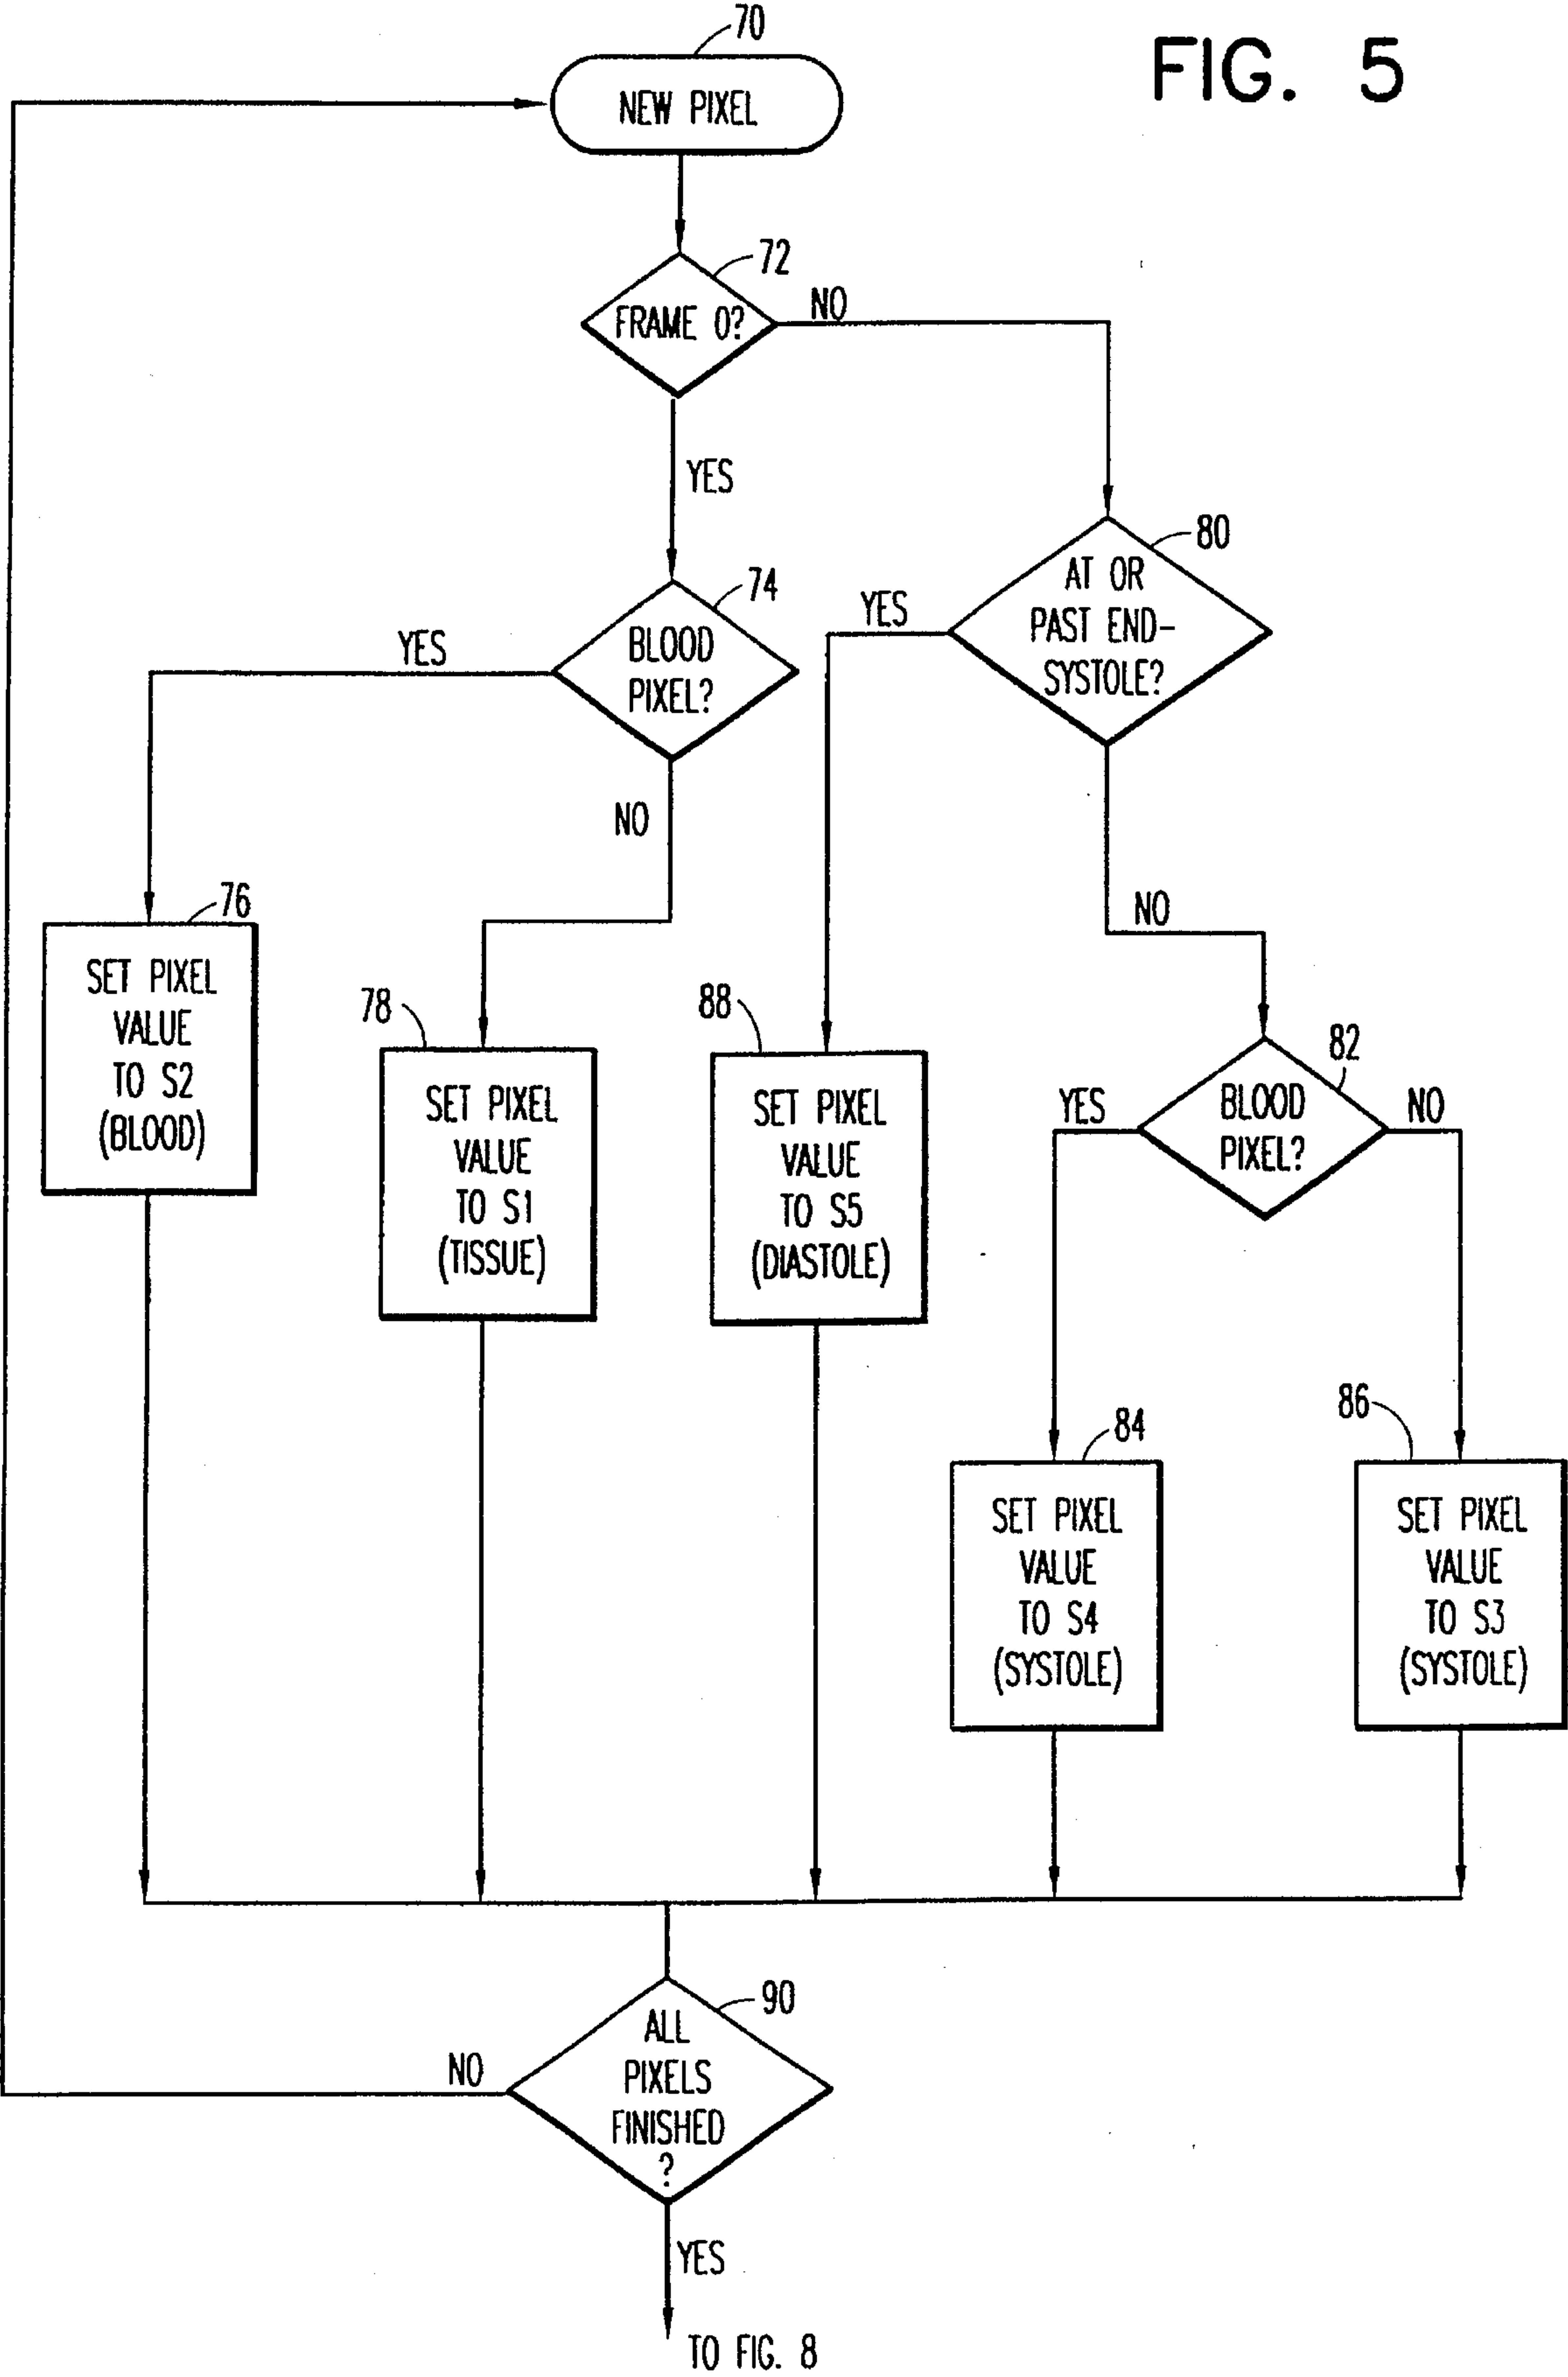 FIG. 5
70
NEW PIXEL
72
FRAME 0?
NO
YES
80
AT OR
PAST END-
SYSTOLE?
74
BLOOD
PIXEL?
YES
YES
NO
NO
76
SET PIXEL
VALUE
TO S2
(BLOOD)
78
SET PIXEL
VALUE
TO S1
(TISSUE)
88
SET PIXEL
VALUE
TO S5
(DIASTOLE)
82
BLOOD
PIXEL?
YES
NO
84
SET PIXEL
VALUE
TO S4
(SYSTOLE)
86
SET PIXEL
VALUE
TO S3
(SYSTOLE)
90
ALL
PIXELS
FINISHED
?
NO
YES
TO FIG. 8